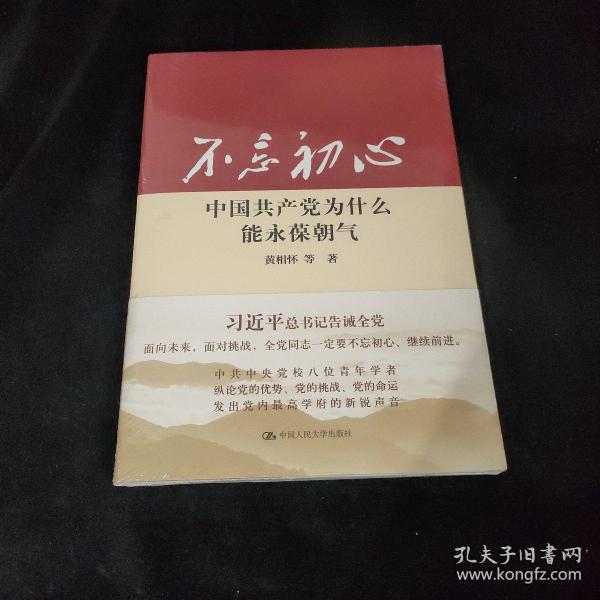 不忘初心
中国共产党为什么
能永葆朝气
黄相怀 等 著
习近平总书记告诫全党
面向未来，面对挑战，全党同志一定要不忘初心、继续前进。
中共中央党校八位青年学者
纵论党的优势、党的挑战、党的命运
发出党内最高学府的新锐声音
中国人民大学出版社
孔夫子旧书网
www.kongfz.com